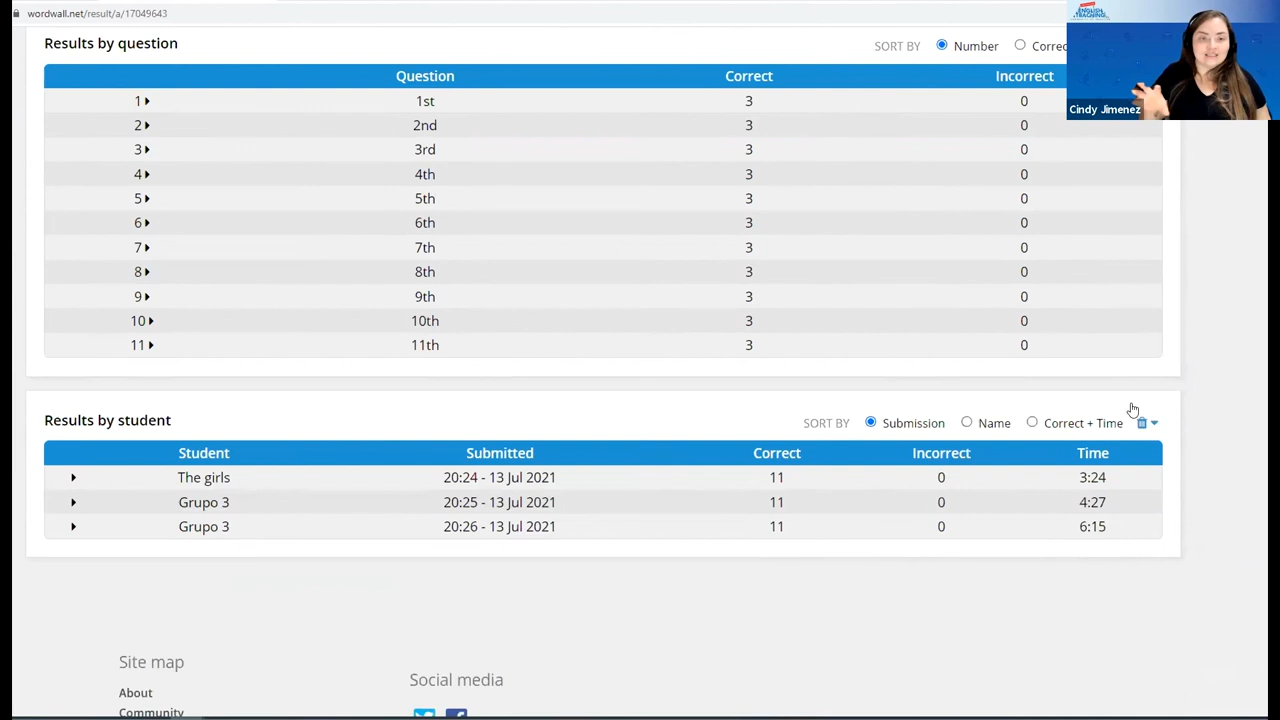 wordwall.net/result/a/17049643
ENGLISH
TEACHING
Results by question SORT BY Number Correc
Question Correct Incorrect
1 1st 3 0
2 2nd 3 0
3 3rd 3 0
4 4th 3 0
5 5th 3 0
6 6th 3 0
7 7th 3 0
8 8th 3 0
9 9th 3 0
10 10th 3 0
11 11th 3 0
Cindy Jimenez
Results by student SORT BY Submission Name Correct + Time
Student Submitted Correct Incorrect Time
The girls 20:24 - 13 Jul 2021 11 0 3:24
Grupo 3 20:25 - 13 Jul 2021 11 0 4:27
Grupo 3 20:26 - 13 Jul 2021 11 0 6:15
Site map
Social media
About
Community